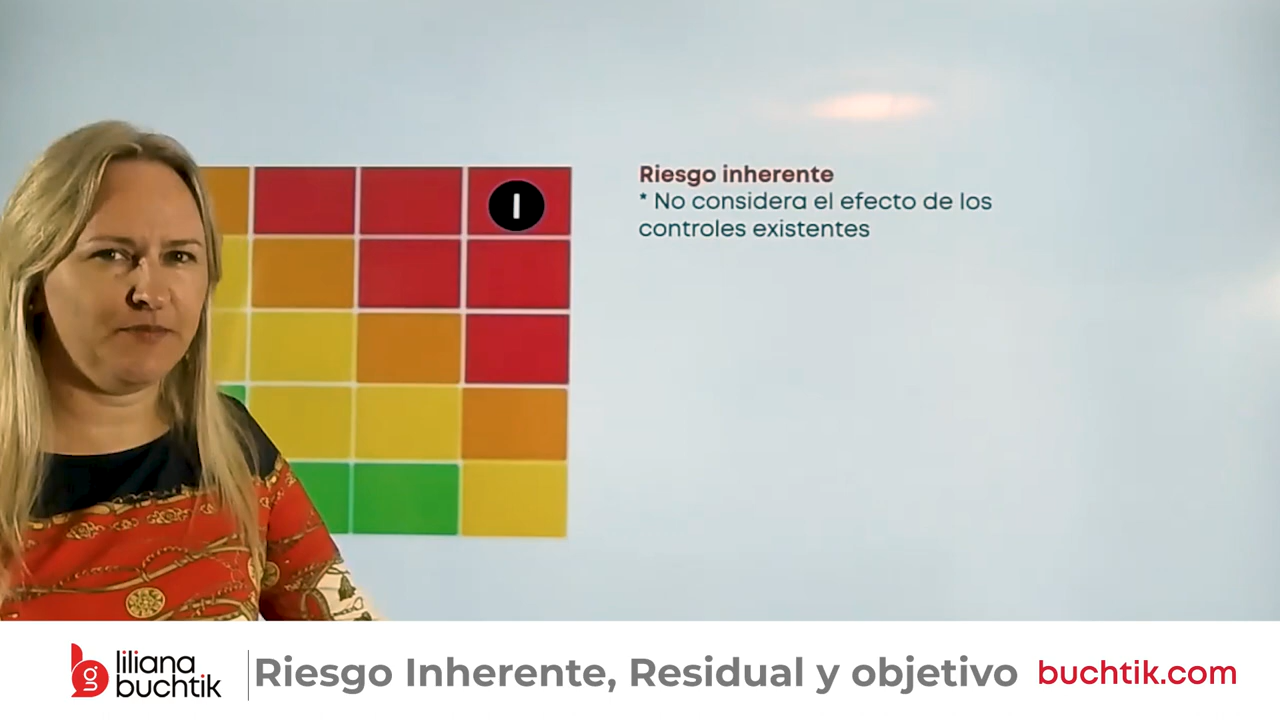 I
Riesgo inherente
* No considera el efecto de los
controles existentes
liliana
buchtik
Riesgo Inherente, Residual y objetivo
buchtik.com